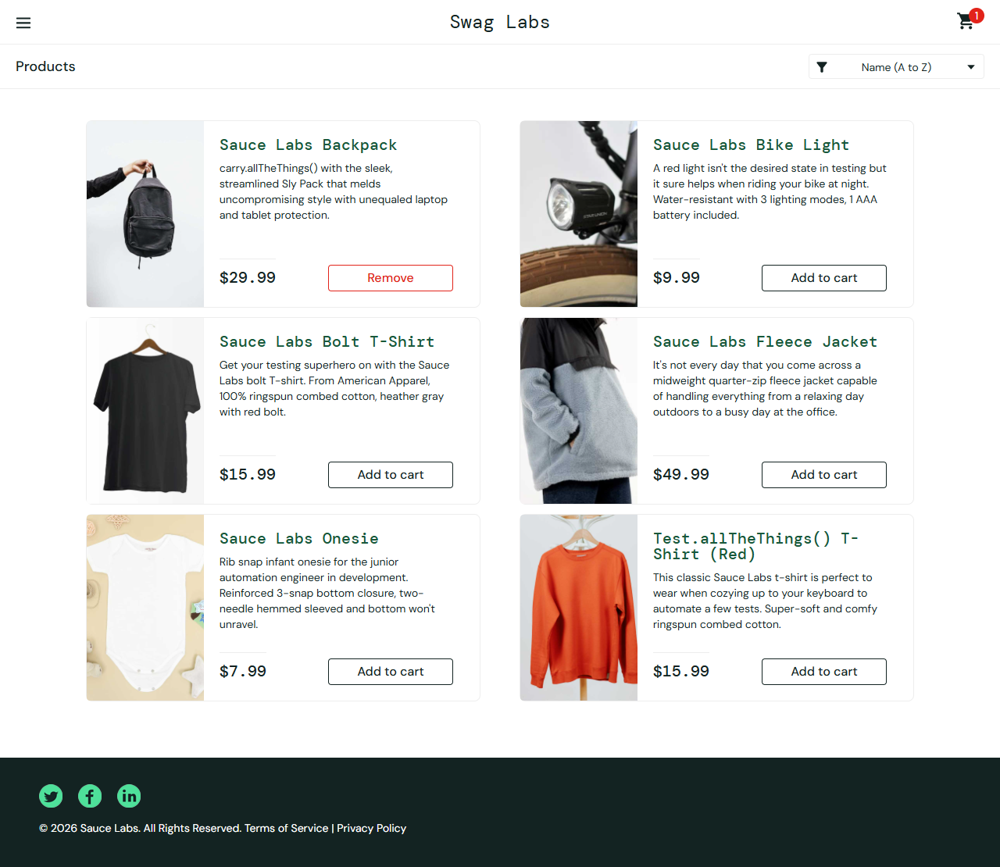 Swag Labs
1
Products
Name (A to Z)
Sauce Labs Backpack
carry.allTheThings() with the sleek,
streamlined Sly Pack that melds
uncompromising style with unequaled laptop
and tablet protection.
$29.99
Remove
Sauce Labs Bike Light
A red light isn't the desired state in testing but
it sure helps when riding your bike at night.
Water-resistant with 3 lighting modes, 1 AAA
battery included.
$9.99
Add to cart
Sauce Labs Bolt T-Shirt
Get your testing superhero on with the Sauce
Labs bolt T-shirt. From American Apparel,
100% ringspun combed cotton, heather gray
with red bolt.
$15.99
Add to cart
Sauce Labs Fleece Jacket
It's not every day that you come across a
midweight quarter-zip fleece jacket capable
of handling everything from a relaxing day
outdoors to a busy day at the office.
$49.99
Add to cart
Sauce Labs Onesie
Rib snap infant onesie for the junior
automation engineer in development.
Reinforced 3-snap bottom closure, two-
needle hemmed sleeved and bottom won't
unravel.
$7.99
Add to cart
Test.allTheThings() T-
Shirt (Red)
This classic Sauce Labs t-shirt is perfect to
wear when cozying up to your keyboard to
automate a few tests. Super-soft and comfy
ringspun combed cotton.
$15.99
Add to cart
© 2026 Sauce Labs. All Rights Reserved. Terms of Service | Privacy Policy